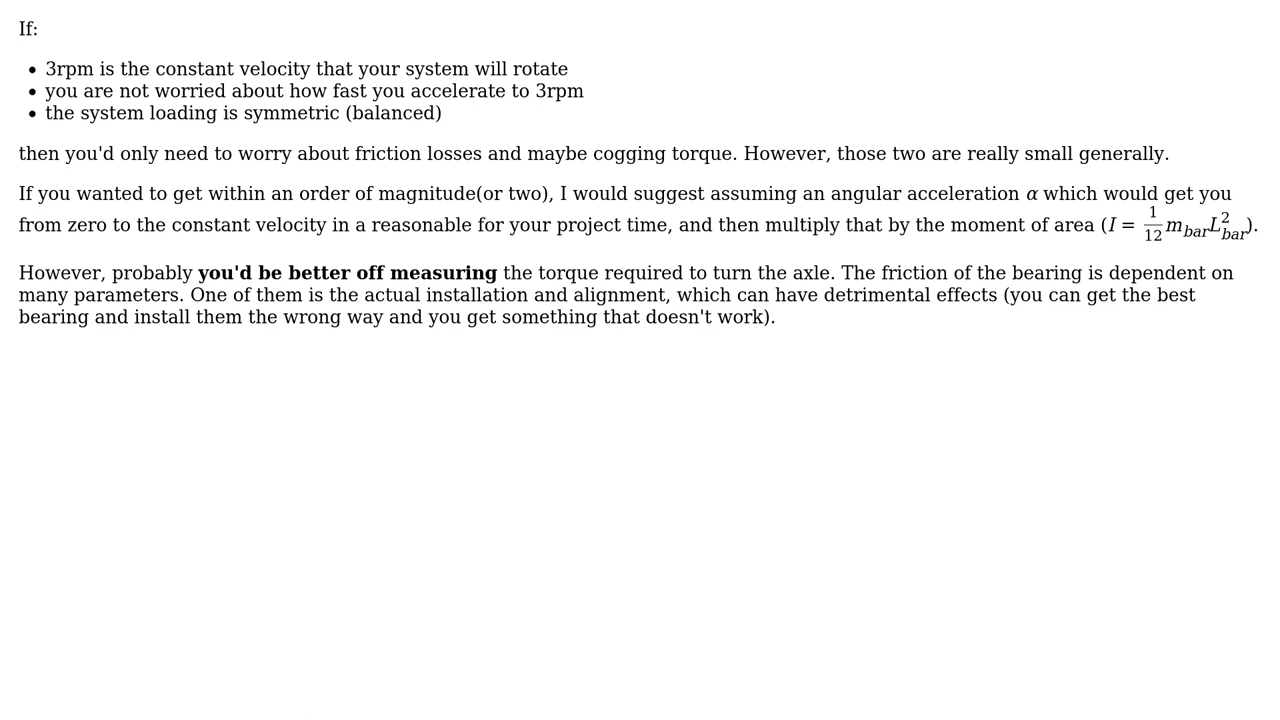 If:
• 3rpm is the constant velocity that your system will rotate
• you are not worried about how fast you accelerate to 3rpm
• the system loading is symmetric (balanced)
then you'd only need to worry about friction losses and maybe cogging torque. However, those two are really small generally.
If you wanted to get within an order of magnitude(or two), I would suggest assuming an angular acceleration α which would get you
from zero to the constant velocity in a reasonable for your project time, and then multiply that by the moment of area ($I = \frac{1}{12} m_{bar} L_{bar}^2$).
However, probably you'd be better off measuring the torque required to turn the axle. The friction of the bearing is dependent on
many parameters. One of them is the actual installation and alignment, which can have detrimental effects (you can get the best
bearing and install them the wrong way and you get something that doesn't work).